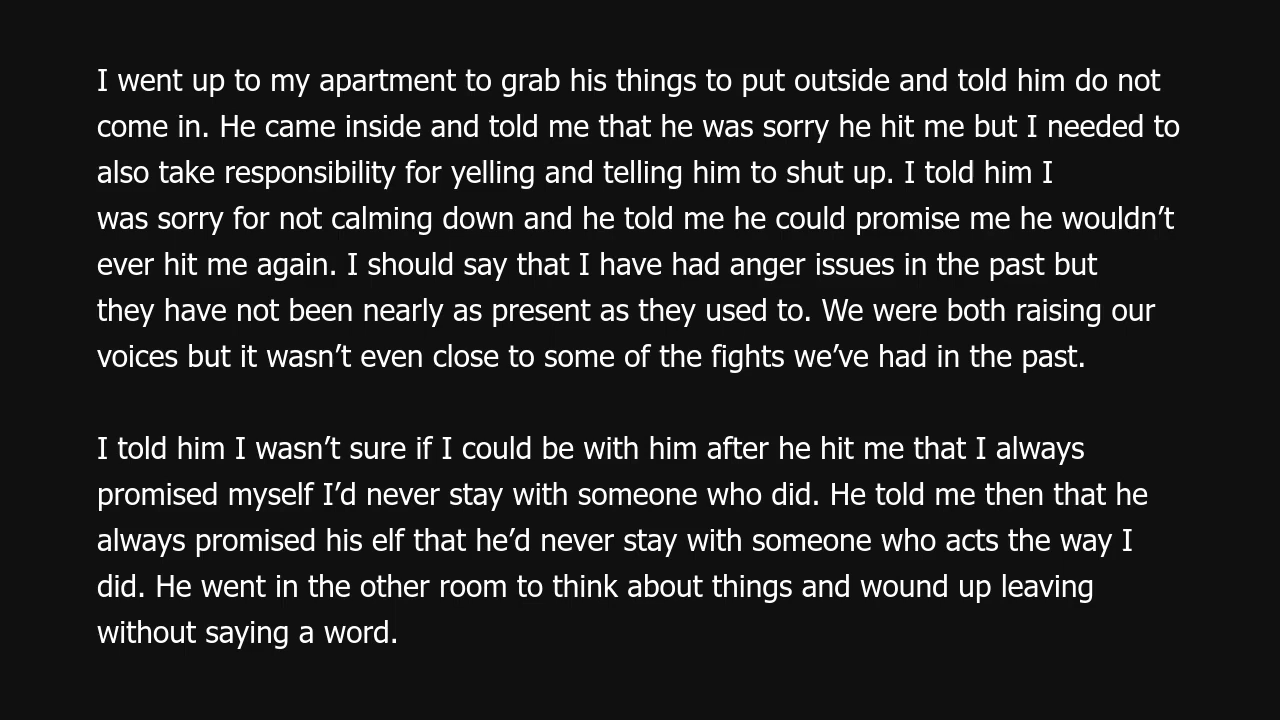 I went up to my apartment to grab his things to put outside and told him do not
come in. He came inside and told me that he was sorry he hit me but I needed to
also take responsibility for yelling and telling him to shut up. I told him I
was sorry for not calming down and he told me he could promise me he wouldn’t
ever hit me again. I should say that I have had anger issues in the past but
they have not been nearly as present as they used to. We were both raising our
voices but it wasn’t even close to some of the fights we’ve had in the past.
I told him I wasn’t sure if I could be with him after he hit me that I always
promised myself I’d never stay with someone who did. He told me then that he
always promised his elf that he’d never stay with someone who acts the way I
did. He went in the other room to think about things and wound up leaving
without saying a word.